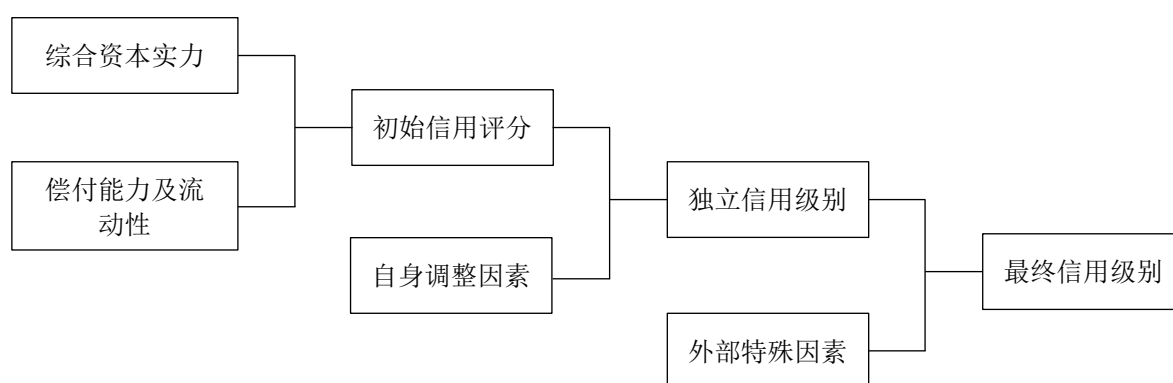 综合资本实力
偿付能力及流
动性
初始信用评分
自身调整因素
独立信用级别
外部特殊因素
最终信用级别